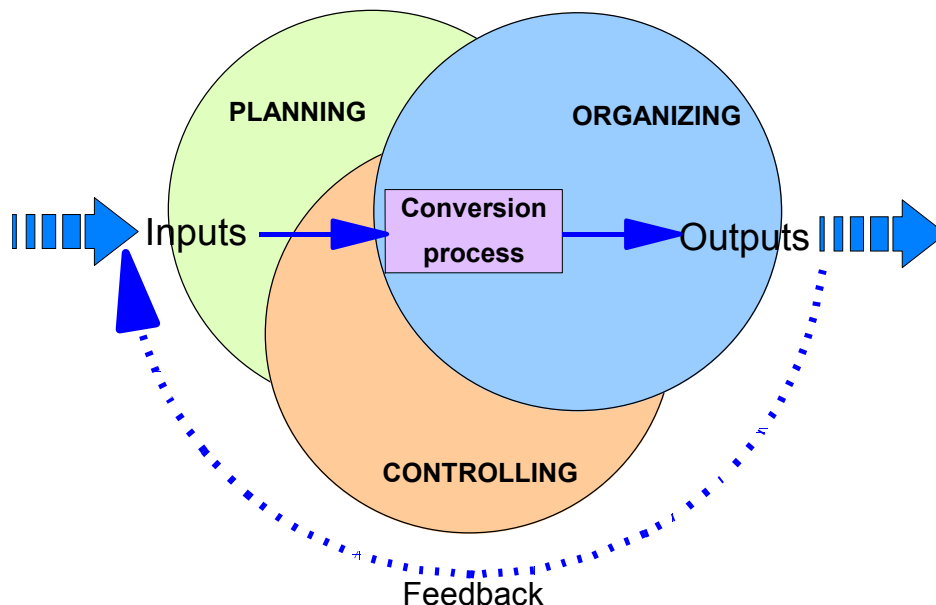 PLANNING
ORGANIZING
Inputs
Conversion
process
Outputs
CONTROLLING
Feedback